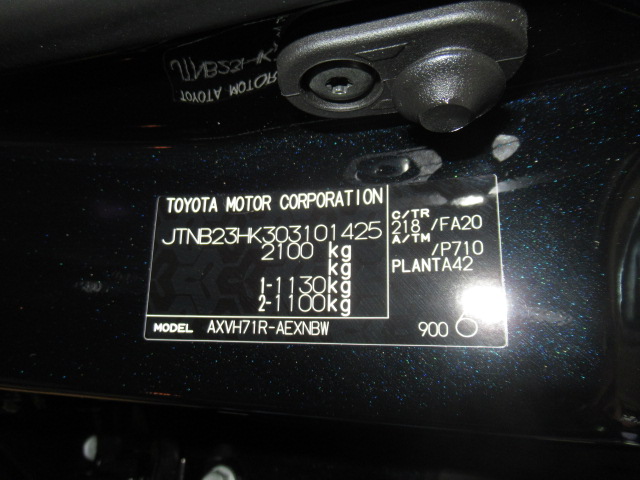 TOYOTA MOTOR CORPORATION
JTNB23HK303101425
2100 kg
kg
1-1130kg
2-1100kg
C/TR 218 /FA20
A/TM /P710
PLANTA42
MODEL AXVH71R-AEXNBW 900 6